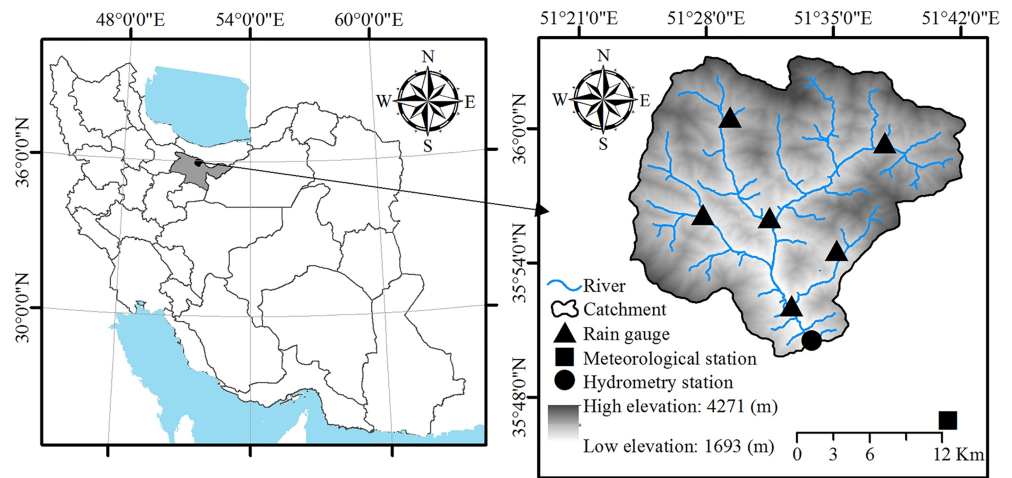 48°0'0"E 54°0'0"E 60°0'0"E
36°0'0"N
30°0'0"N
N
W E
S
51°21'0"E 51°28'0"E 51°35'0"E 51°42'0"E
36°0'0"N
35°54'0"N
35°48'0"N
N
W E
S
River
Catchment
Rain gauge
Meteorological station
Hydrometry station
High elevation: 4271 (m)
Low elevation: 1693 (m)
0 3 6 12 Km